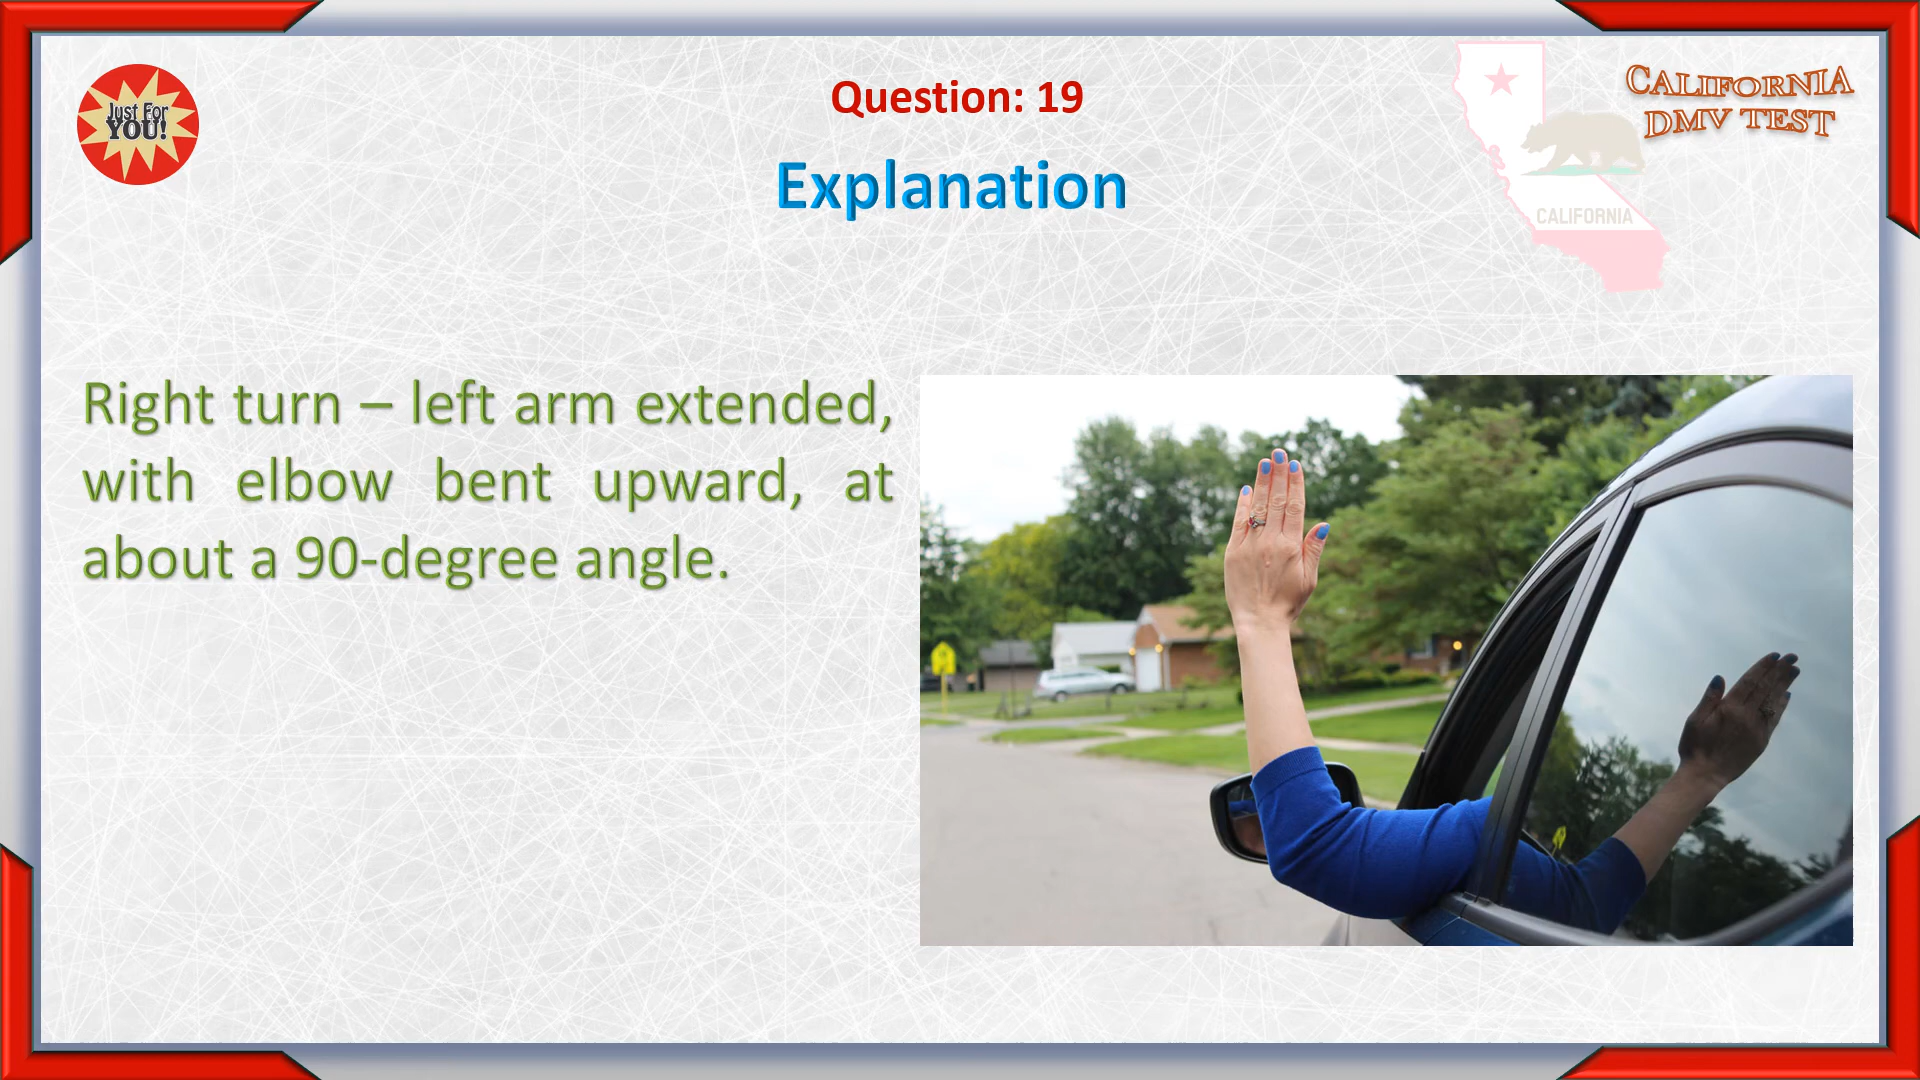 Just For
YOU!
Question: 19
CALIFORNIA
DMV TEST
Explanation
CALIFORNIA
Right turn – left arm extended,
with elbow bent upward, at
about a 90-degree angle.